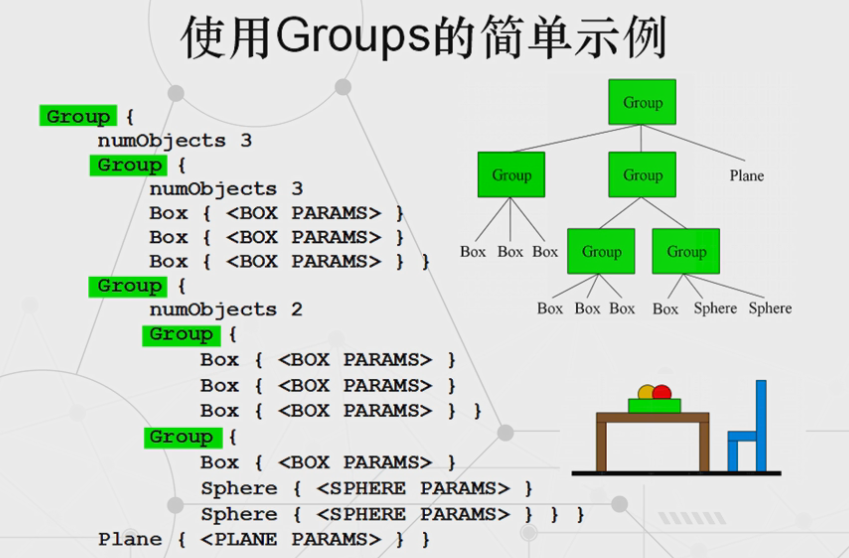 使用Groups的简单示例
Group {
numObjects 3
Group {
numObjects 3
Box { <BOX PARAMS> }
Box { <BOX PARAMS> }
Box { <BOX PARAMS> } }
Group {
numObjects 2
Group {
Box { <BOX PARAMS> }
Box { <BOX PARAMS> }
Box { <BOX PARAMS> } }
Group {
Box { <BOX PARAMS> }
Sphere { <SPHERE PARAMS> }
Sphere { <SPHERE PARAMS> } } }
Plane { <PLANE PARAMS> } }
Group
Group Group Plane
Box Box Box Group Group
Box Box Box Box Sphere Sphere